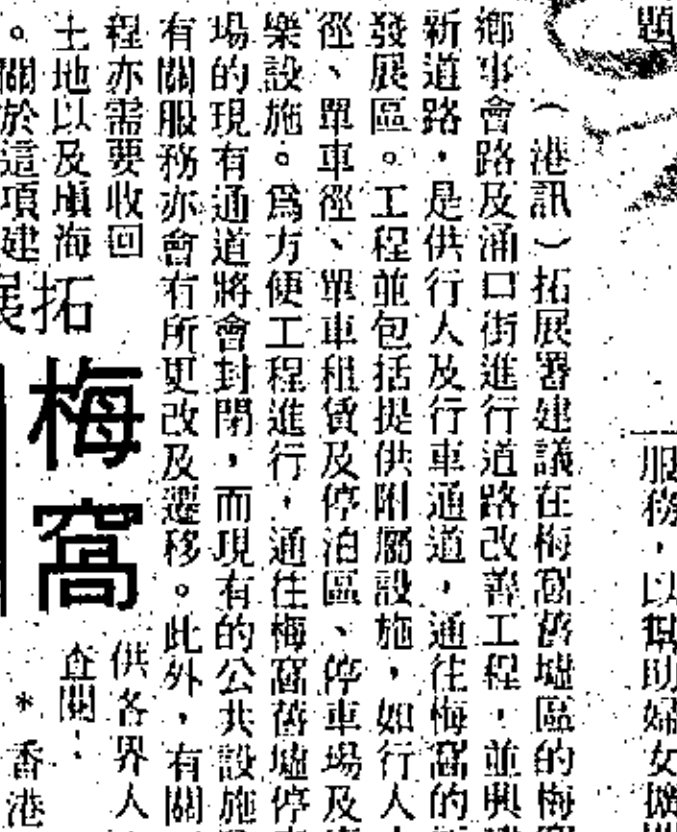 題
服務，以幫助婦女
（港訊）拓展署建議在梅窩舊墟區的梅
鄉事會路及涌口街進行道路改善工程，並興
新道路，是供行人及行車通道，通往梅窩的
發展區。工程並包括提供附屬設施，如行人
徑、單車徑、單車租賃及停泊區、停車場及
樂設施。爲方便工程進行，通往梅窩舊墟停
場的現有通道將會封閉，而現有的公共設施
有關服務亦會有所更改及遷移。此外，有關
程亦需要收回
土地以及填海
。關於這項建
拓
展
梅窩
供各界人
查閱：
*香港